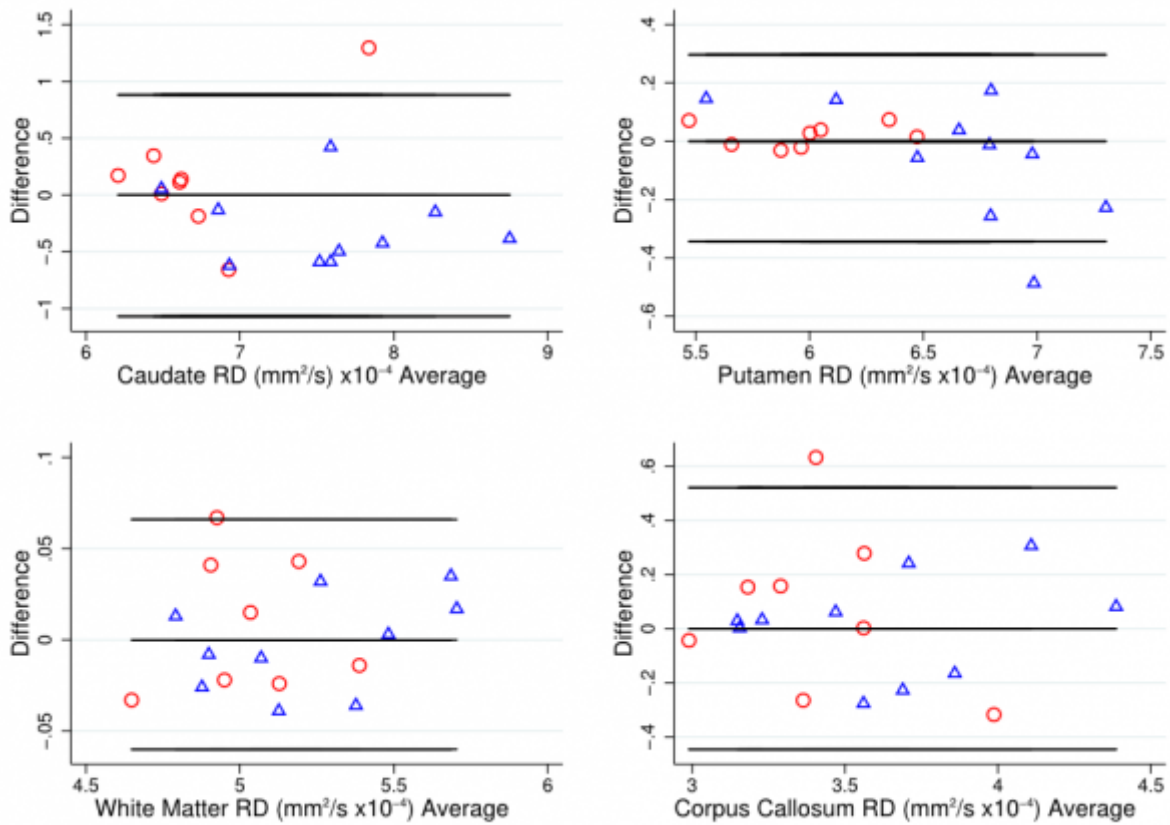 1.5
1
.5
0
-.5
-1
Difference
6 7 8 9
Caudate RD (mm²/s) x10⁻⁴ Average
.4
.2
0
-.2
-.4
-.6
Difference
5.5 6 6.5 7 7.5
Putamen RD (mm²/s x10⁻⁴) Average
.1
.05
0
-.05
Difference
4.5 5 5.5 6
White Matter RD (mm²/s x10⁻⁴) Average
.6
.4
.2
0
-.2
-.4
Difference
3 3.5 4 4.5
Corpus Callosum RD (mm²/s x10⁻⁴) Average